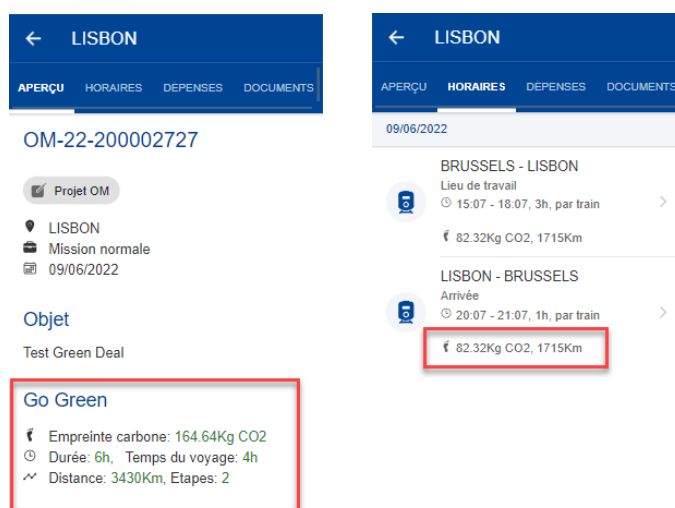 LISBON
APERÇU HORAIRES DÉPENSES DOCUMENTS
OM-22-200002727
Projet OM
LISBON
Mission normale
09/06/2022
Objet
Test Green Deal
Go Green
Empreinte carbone: 164.64Kg CO2
Durée: 6h, Temps du voyage: 4h
Distance: 3430Km, Etapes: 2
LISBON
APERÇU HORAIRES DÉPENSES DOCUMENTS
09/06/2022
BRUSSELS - LISBON
Lieu de travail
15:07 - 18:07, 3h, par train
82.32Kg CO2, 1715Km
LISBON - BRUSSELS
Arrivée
20:07 - 21:07, 1h, par train
82.32Kg CO2, 1715Km